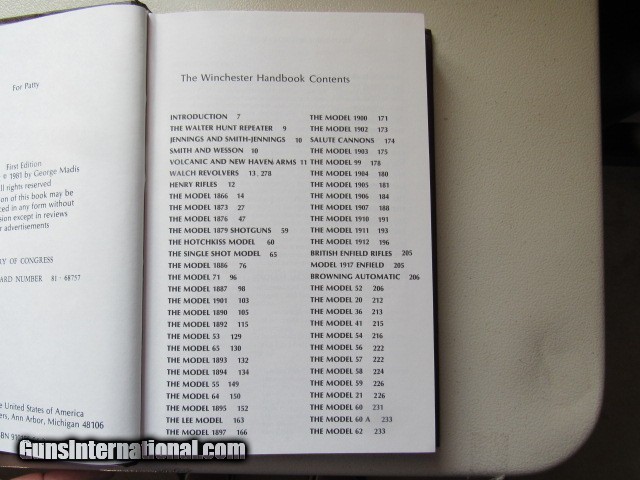 For Patty
First Edition
© 1981 by George Madis
rights reserved
ion of this book may be
ced in any form without
sion except in reviews
advertisements
RY OF CONGRESS
ARD NUMBER 81-68757
e United States of America
ers, Ann Arbor, Michigan 48106
The Winchester Handbook Contents
INTRODUCTION 7
THE WALTER HUNT REPEATER 9
JENNINGS AND SMITH-JENNINGS 10
SMITH AND WESSON 10
VOLCANIC AND NEW HAVEN ARMS 11
WALCH REVOLVERS 13, 278
HENRY RIFLES 12
THE MODEL 1866 14
THE MODEL 1873 27
THE MODEL 1876 47
THE MODEL 1879 SHOTGUNS 59
THE HOTCHKISS MODEL 60
THE SINGLE SHOT MODEL 65
THE MODEL 1886 76
THE MODEL 71 96
THE MODEL 1887 98
THE MODEL 1901 103
THE MODEL 1890 105
THE MODEL 1892 115
THE MODEL 53 129
THE MODEL 65 130
THE MODEL 1893 132
THE MODEL 1894 134
THE MODEL 55 149
THE MODEL 64 150
THE MODEL 1895 152
THE LEE MODEL 163
THE MODEL 1897 166
THE MODEL 1900 171
THE MODEL 1902 173
SALUTE CANNONS 174
THE MODEL 1903 175
THE MODEL 99 178
THE MODEL 1904 180
THE MODEL 1905 181
THE MODEL 1906 184
THE MODEL 1907 188
THE MODEL 1910 191
THE MODEL 1911 193
THE MODEL 1912 196
BRITISH ENFIELD RIFLES 205
MODEL 1917 ENFIELD 205
BROWNING AUTOMATIC 206
THE MODEL 52 206
THE MODEL 20 212
THE MODEL 36 213
THE MODEL 41 215
THE MODEL 54 216
THE MODEL 56 222
THE MODEL 57 222
THE MODEL 58 224
THE MODEL 59 226
THE MODEL 21 226
THE MODEL 60 231
THE MODEL 60 A 233
THE MODEL 62 233
GunsInternational.com